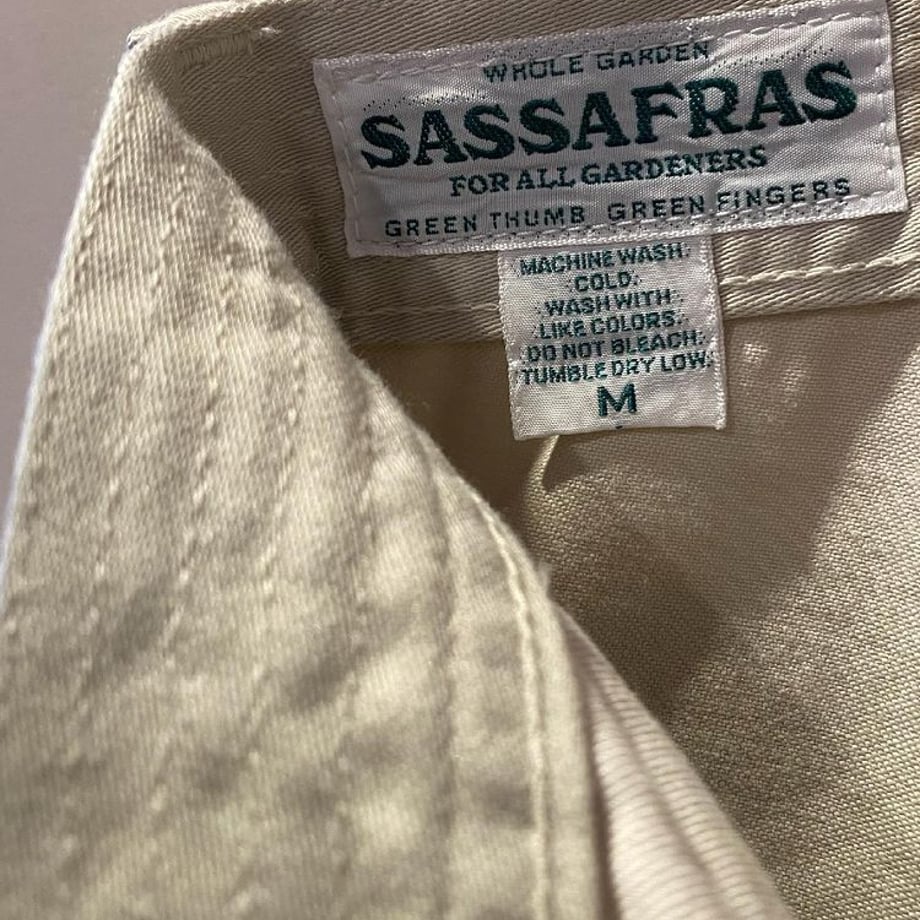 WHOLE GARDEN
SASSAFRAS
FOR ALL GARDENERS
GREEN THUMB GREEN FINGERS
MACHINE WASH
COLD.
WASH WITH
LIKE COLORS.
DO NOT BLEACH.
TUMBLE DRY LOW.
M